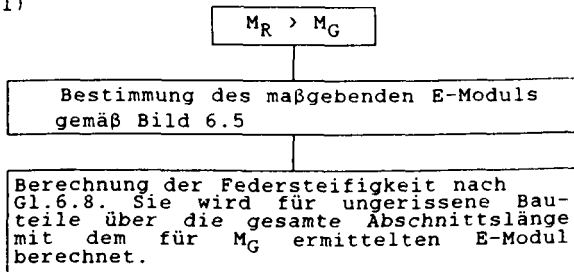 1)
M_R > M_G
Bestimmung des maßgebenden E-Moduls
gemäß Bild 6.5
Berechnung der Federsteifigkeit nach
Gl.6.8. Sie wird für ungerissene Bau-
teile über die gesamte Abschnittslänge
mit dem für M_G ermittelten E-Modul
berechnet.